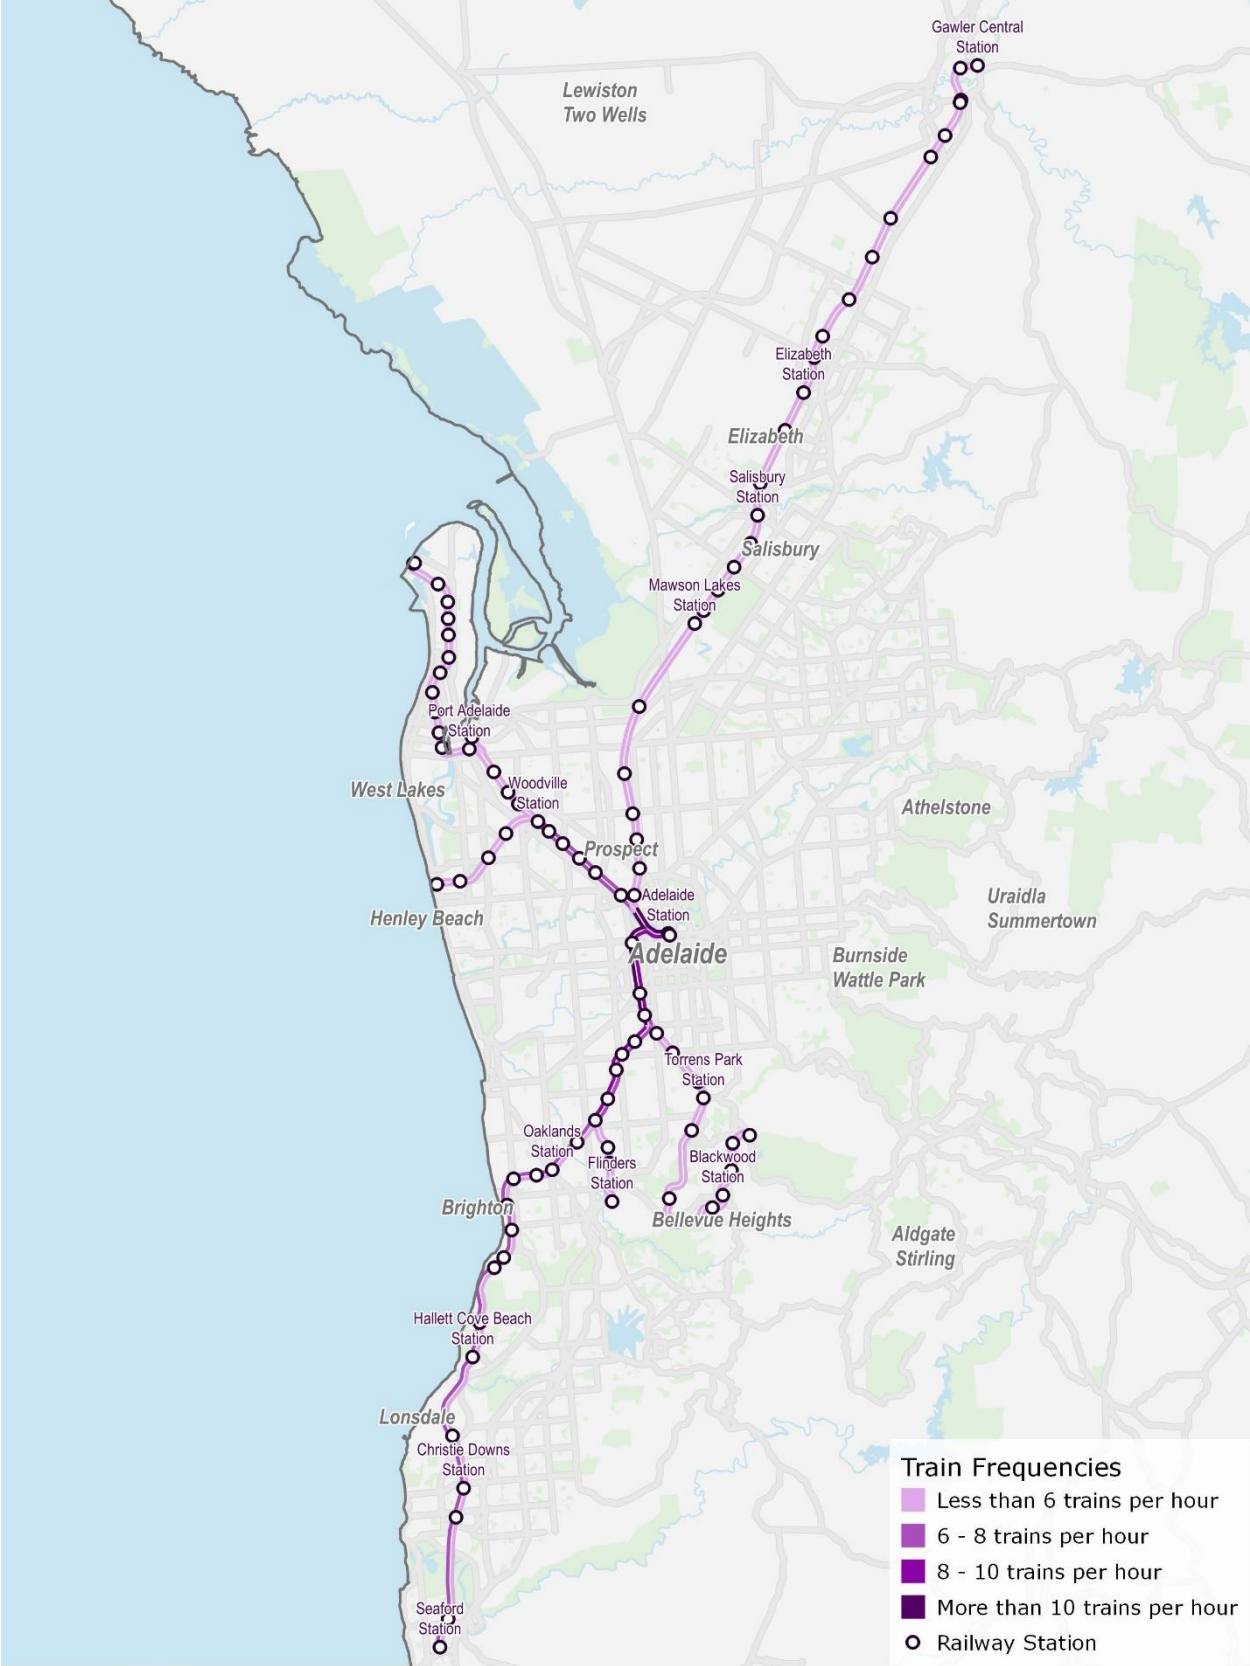 Gawler Central
Station
Lewiston
Two Wells
Elizabeth
Station
Elizabeth
Salisbury
Station
Salisbury
Mawson Lakes
Station
Port Adelaide
Station
Woodville
Station
West Lakes
Athelstone
Prospect
Adelaide
Station
Uraidla
Summertown
Henley Beach
Adelaide
Burnside
Wattle Park
Torrens Park
Station
Oaklands
Station
Flinders
Station
Blackwood
Station
Brighton
Bellevue Heights
Aldgate
Stirling
Hallett Cove Beach
Station
Lonsdale
Christie Downs
Station
Seaford
Station
Train Frequencies
Less than 6 trains per hour
6 - 8 trains per hour
8 - 10 trains per hour
More than 10 trains per hour
Railway Station